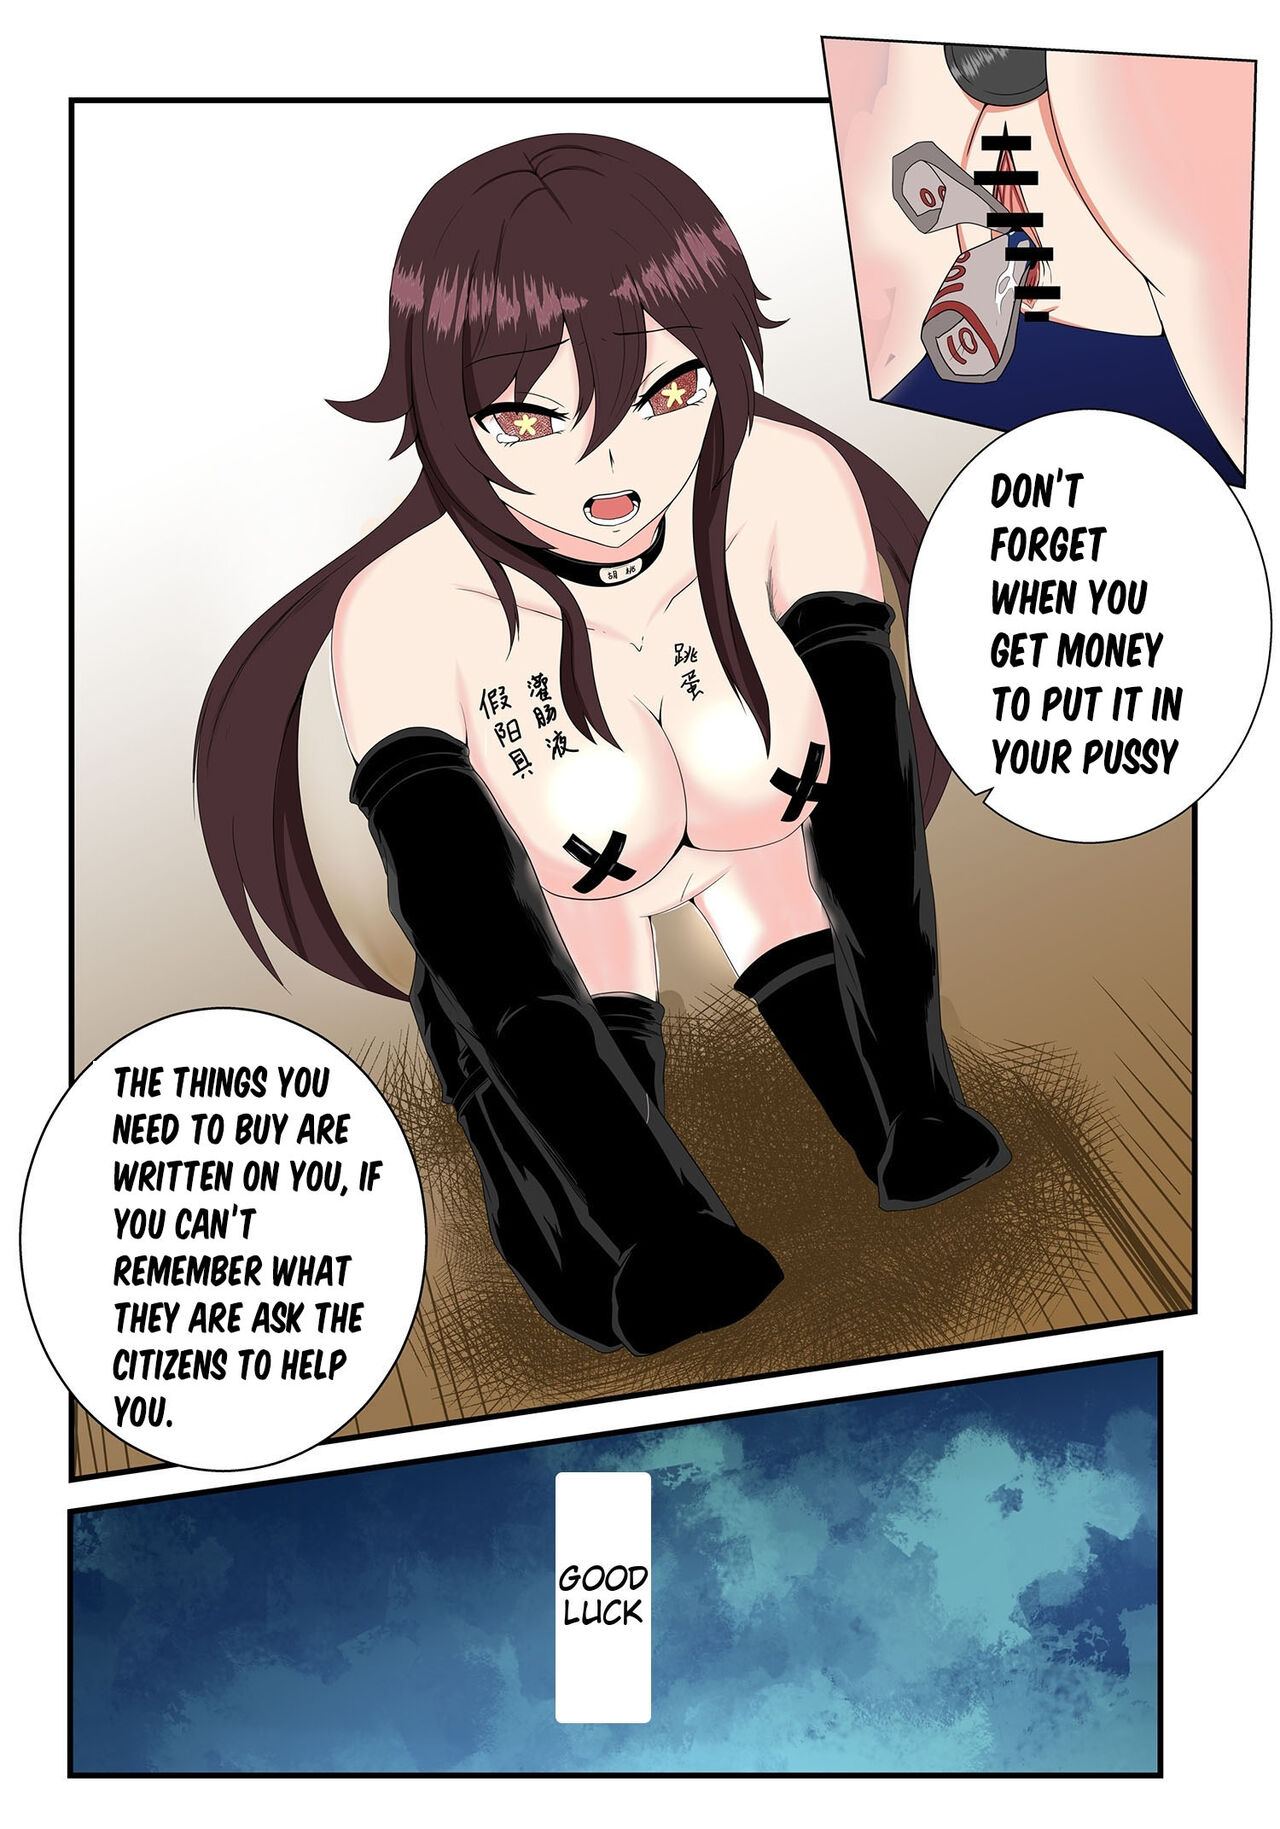 DON'T
FORGET
WHEN YOU
GET MONEY
TO PUT IT IN
YOUR PUSSY
胡桃
跳蛋
灌肠液
假阳具
THE THINGS YOU
NEED TO BUY ARE
WRITTEN ON YOU, IF
YOU CAN'T
REMEMBER WHAT
THEY ARE ASK THE
CITIZENS TO HELP
YOU.
GOOD
LUCK